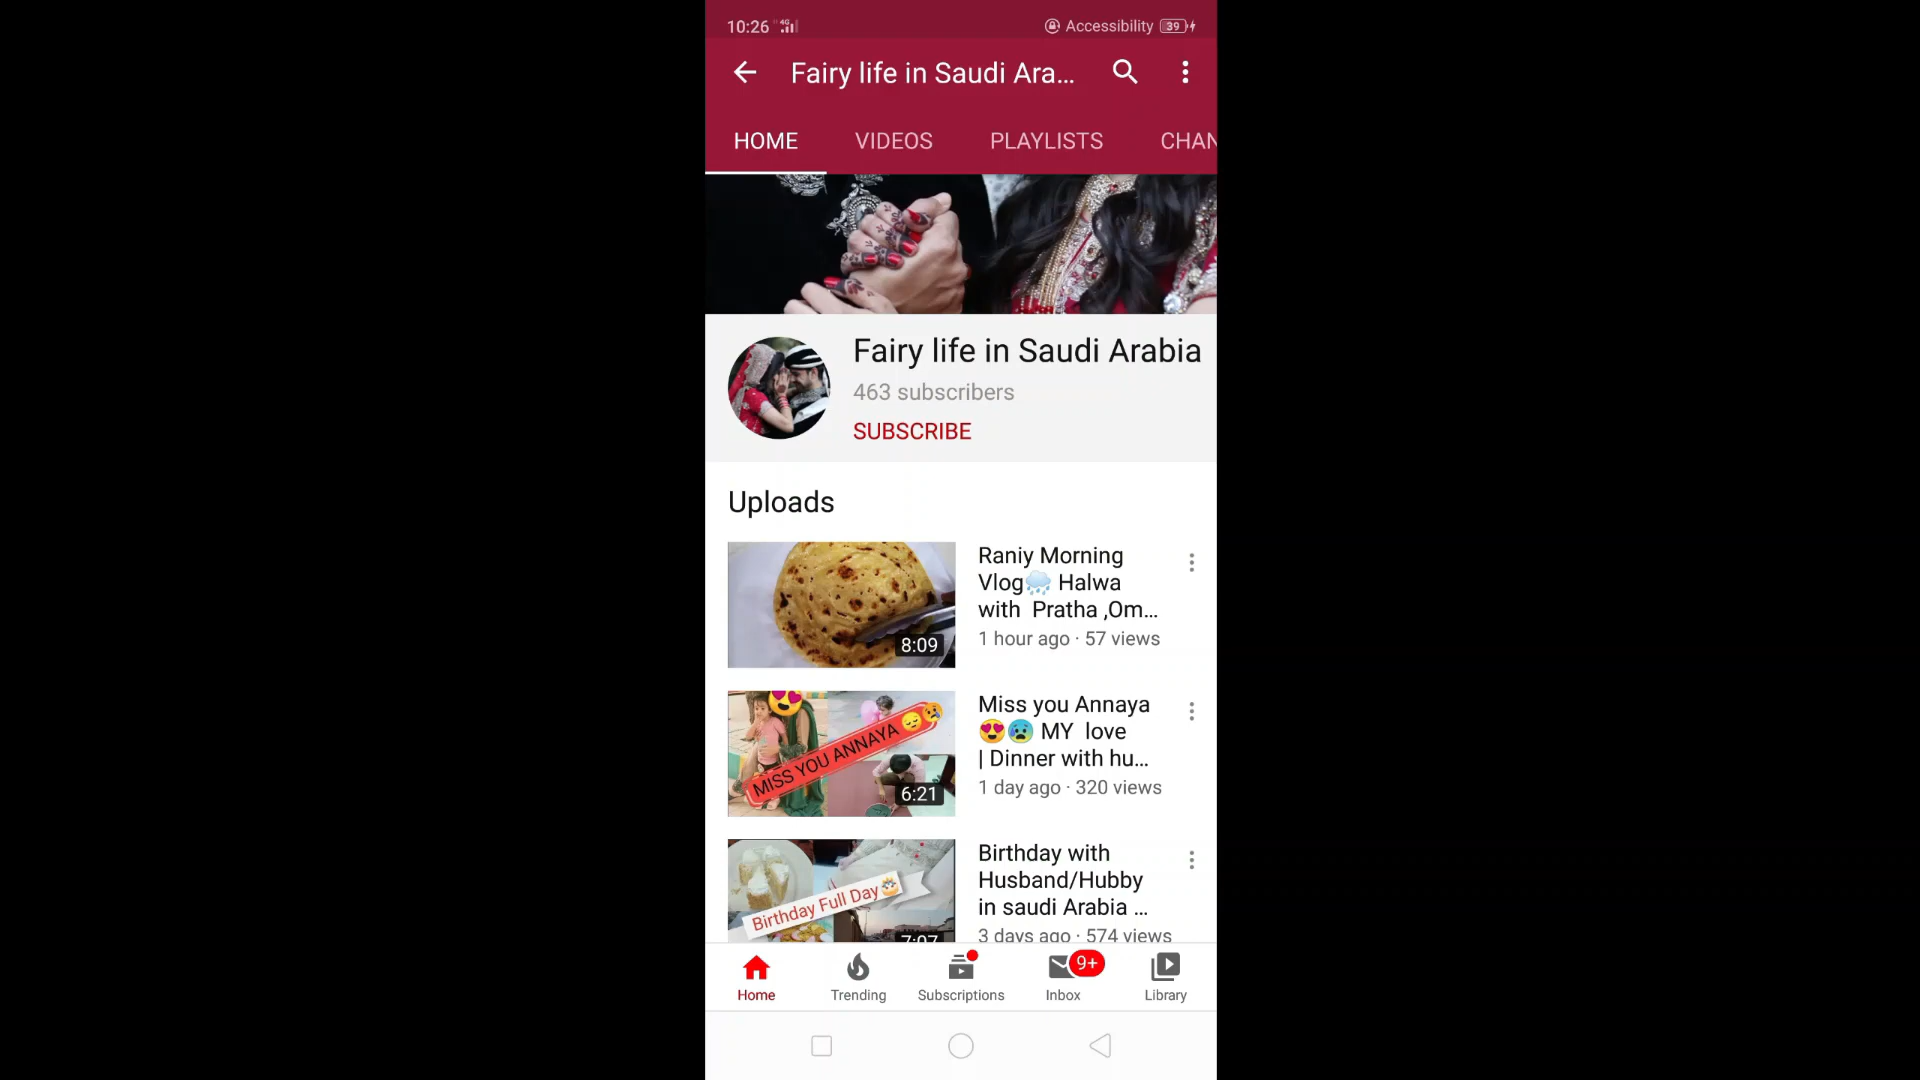 10:26 4G Accessibility 39
Fairy life in Saudi Ara...
HOME VIDEOS PLAYLISTS CHAN
Fairy life in Saudi Arabia
463 subscribers
SUBSCRIBE
Uploads
Raniy Morning
Vlog🌧️ Halwa
with Pratha ,Om...
1 hour ago · 57 views
8:09
Miss you Annaya
😍😰 MY love
| Dinner with hu...
1 day ago · 320 views
MISS YOU ANNAYA 😔😢
6:21
Birthday with
Husband/Hubby
in saudi Arabia ...
3 days ago · 574 views
Birthday Full Day🎂
7:07
Home Trending Subscriptions Inbox 9+ Library